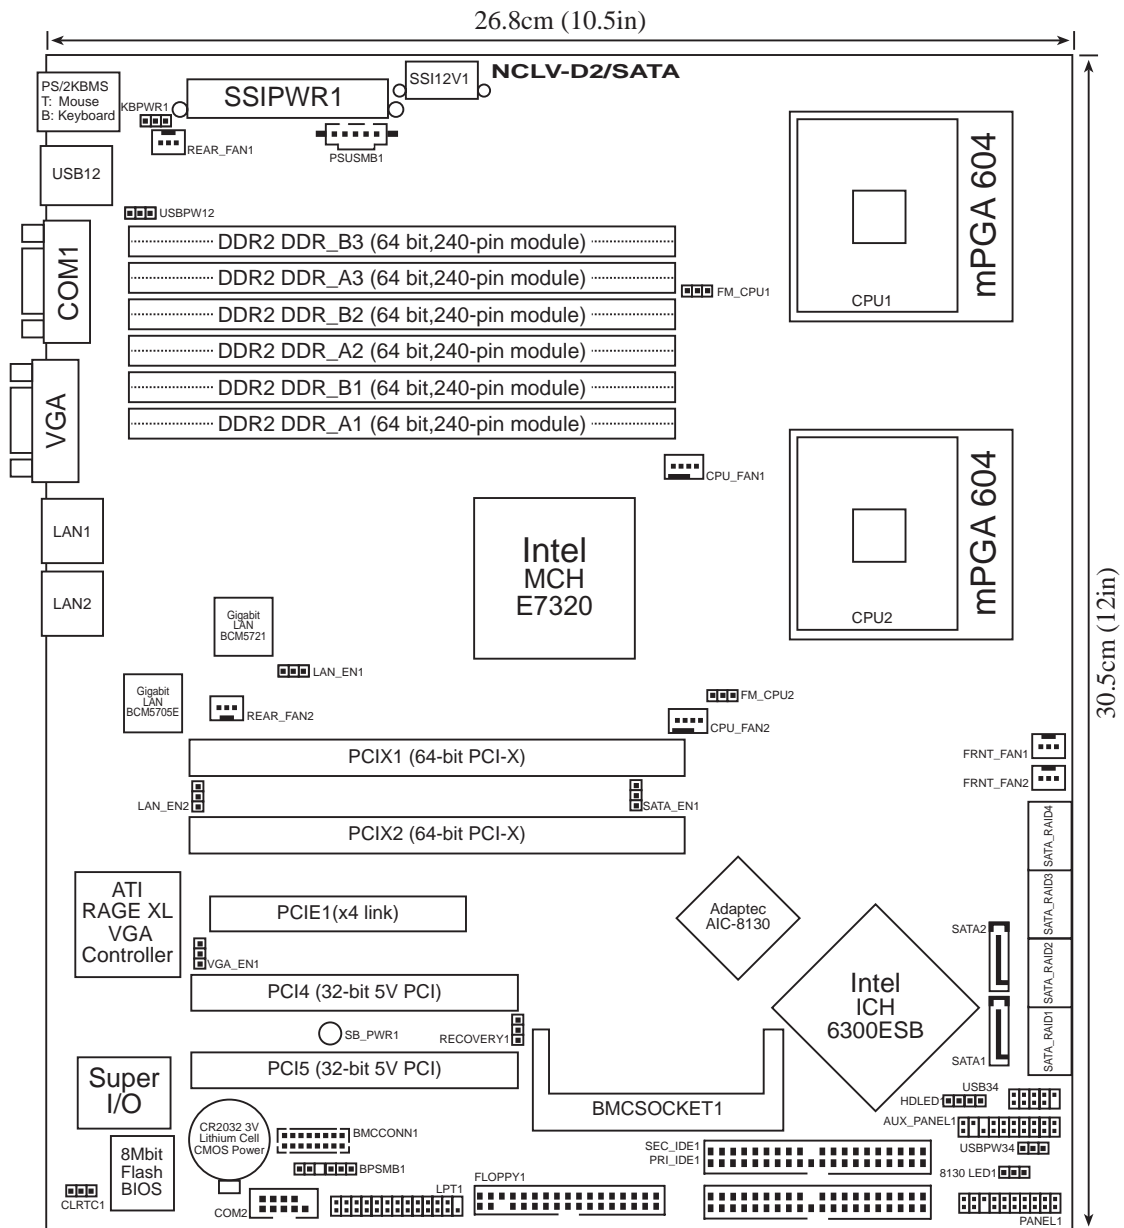 26.8cm (10.5in)
PS/2KBMS
T: Mouse
B: Keyboard
KBPWR1
SSIPWR1
SSI12V1
NCLV-D2/SATA
REAR_FAN1
PSUSMB1
USB12
USBPW12
COM1
DDR2 DDR_B3 (64 bit,240-pin module)
DDR2 DDR_A3 (64 bit,240-pin module)
DDR2 DDR_B2 (64 bit,240-pin module)
DDR2 DDR_A2 (64 bit,240-pin module)
DDR2 DDR_B1 (64 bit,240-pin module)
DDR2 DDR_A1 (64 bit,240-pin module)
FM_CPU1
CPU1
mPGA 604
VGA
CPU_FAN1
LAN1
LAN2
Intel
MCH
E7320
CPU2
mPGA 604
30.5cm (12in)
Gigabit
LAN
BCM5721
LAN_EN1
Gigabit
LAN
BCM5705E
REAR_FAN2
FM_CPU2
CPU_FAN2
PCIX1 (64-bit PCI-X)
FRNT_FAN1
FRNT_FAN2
LAN_EN2
SATA_EN1
PCIX2 (64-bit PCI-X)
SATA_RAID4
SATA_RAID3
SATA_RAID2
SATA_RAID1
ATI
RAGE XL
VGA
Controller
PCIE1(x4 link)
Adaptec
AIC-8130
SATA2
VGA_EN1
PCI4 (32-bit 5V PCI)
Intel
ICH
6300ESB
SB_PWR1
RECOVERY1
SATA1
PCI5 (32-bit 5V PCI)
Super
I/O
BMCSOCKET1
USB34
HDLED1
AUX_PANEL1
CR2032 3V
Lithium Cell
CMOS Power
BMCCONN1
8Mbit
Flash
BIOS
SEC_IDE1
PRI_IDE1
USBPW34
BPSMB1
8130 LED1
CLRTC1
COM2
LPT1
FLOPPY1
PANEL1